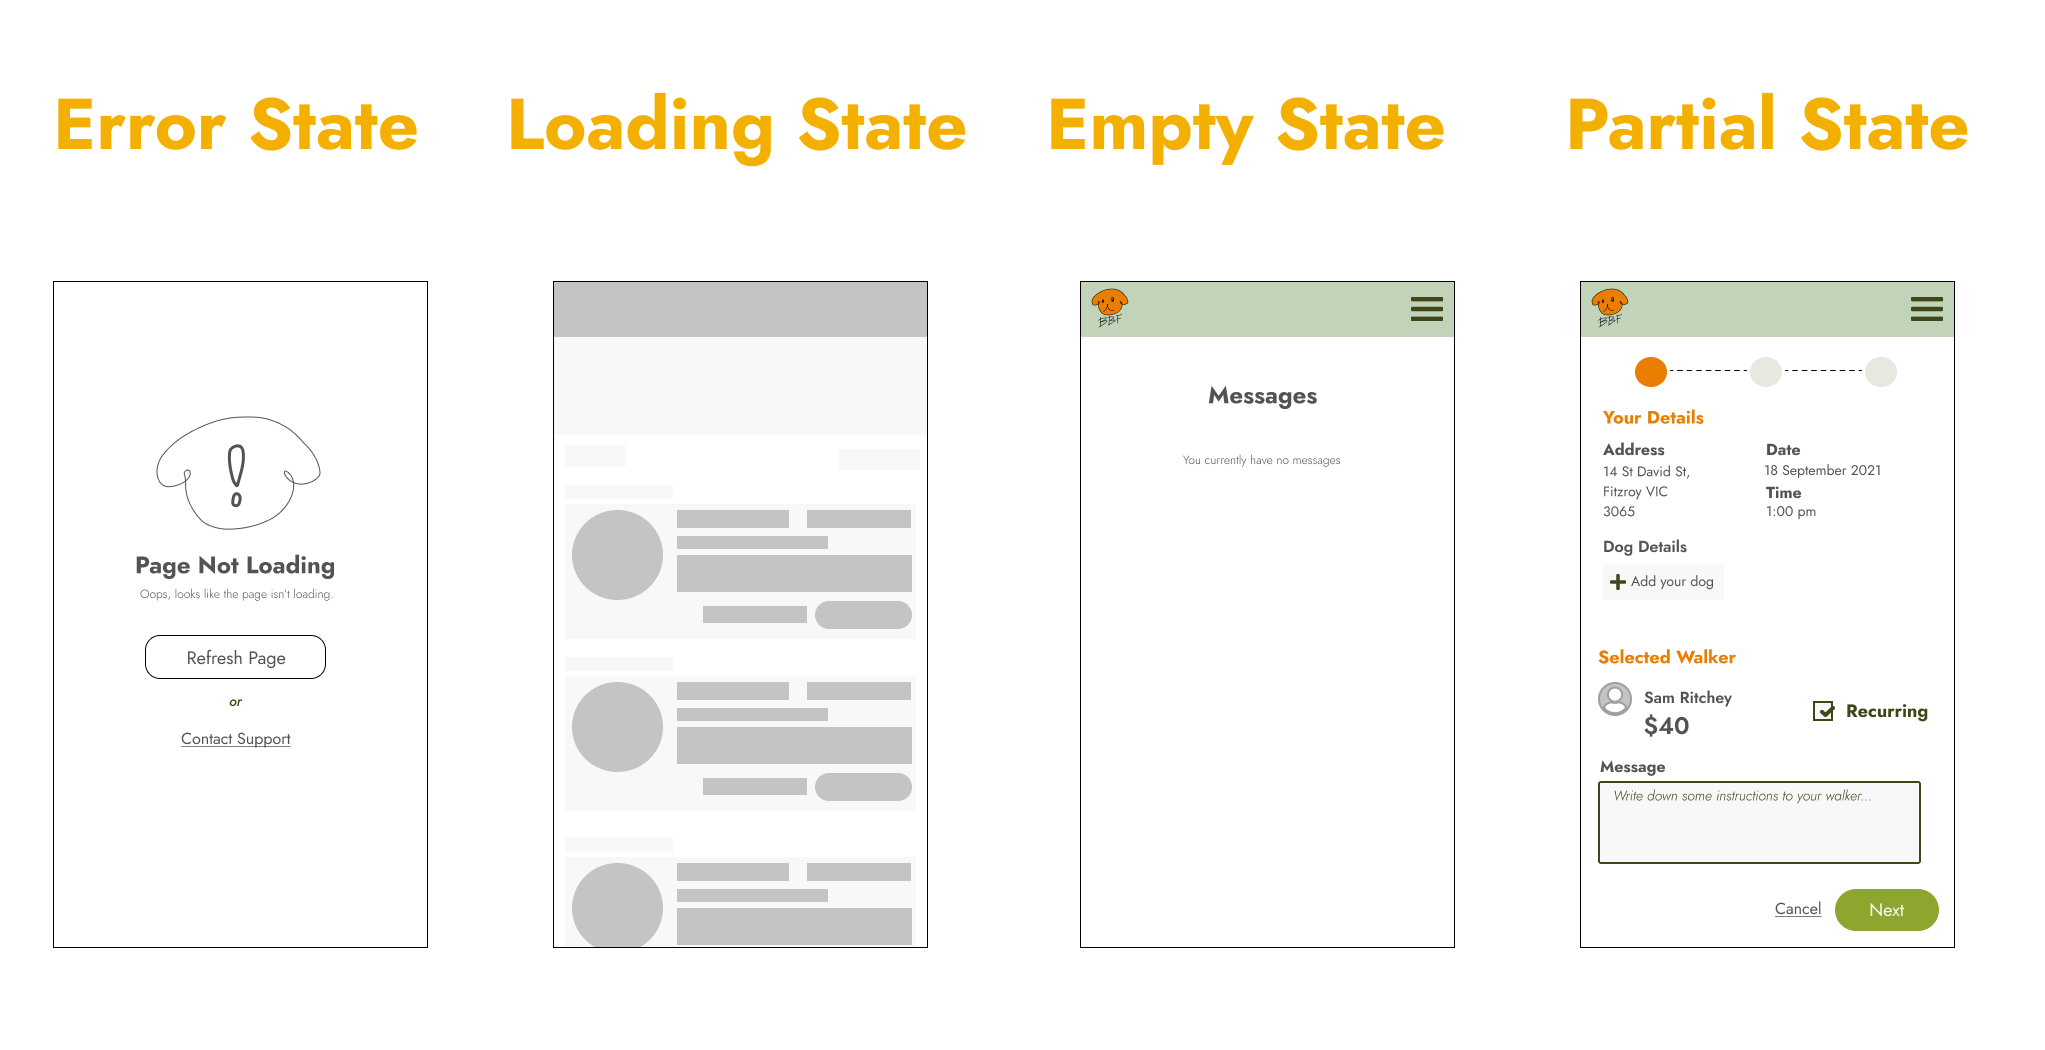 Error State
Loading State
Empty State
Partial State
!
Page Not Loading
Oops, looks like the page isn't loading.
Refresh Page
or
Contact Support
BBF
Messages
You currently have no messages
BBF
Your Details
Address
14 St David St,
Fitzroy VIC
3065
Date
18 September 2021
Time
1:00 pm
Dog Details
Add your dog
Selected Walker
Sam Ritchey
$40
Recurring
Message
Write down some instructions to your walker...
Cancel
Next